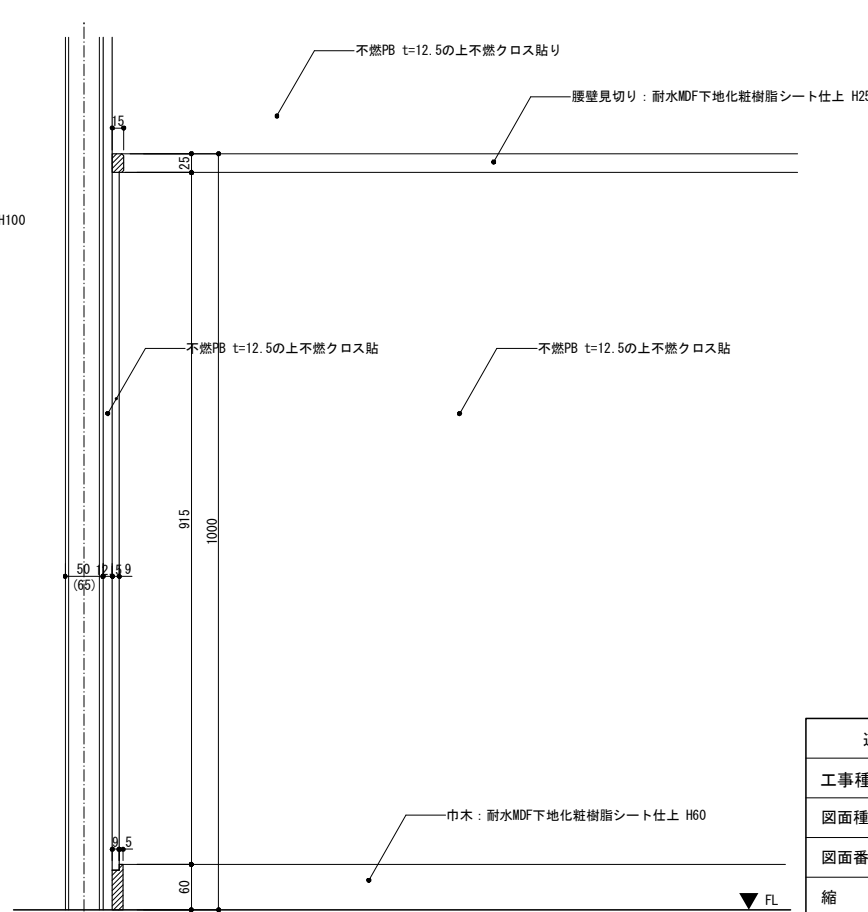 不燃PB t=12.5の上不燃クロス貼り
腰壁見切り：耐水MDF下地化粧樹脂シート仕上 H25
15
25
H100
不燃PB t=12.5の上不燃クロス貼
不燃PB t=12.5の上不燃クロス貼
915
1000
50 12.5 9
(65)
巾木：耐水MDF下地化粧樹脂シート仕上 H60
9 5
60
FL
工事種
図面種
図面番
縮